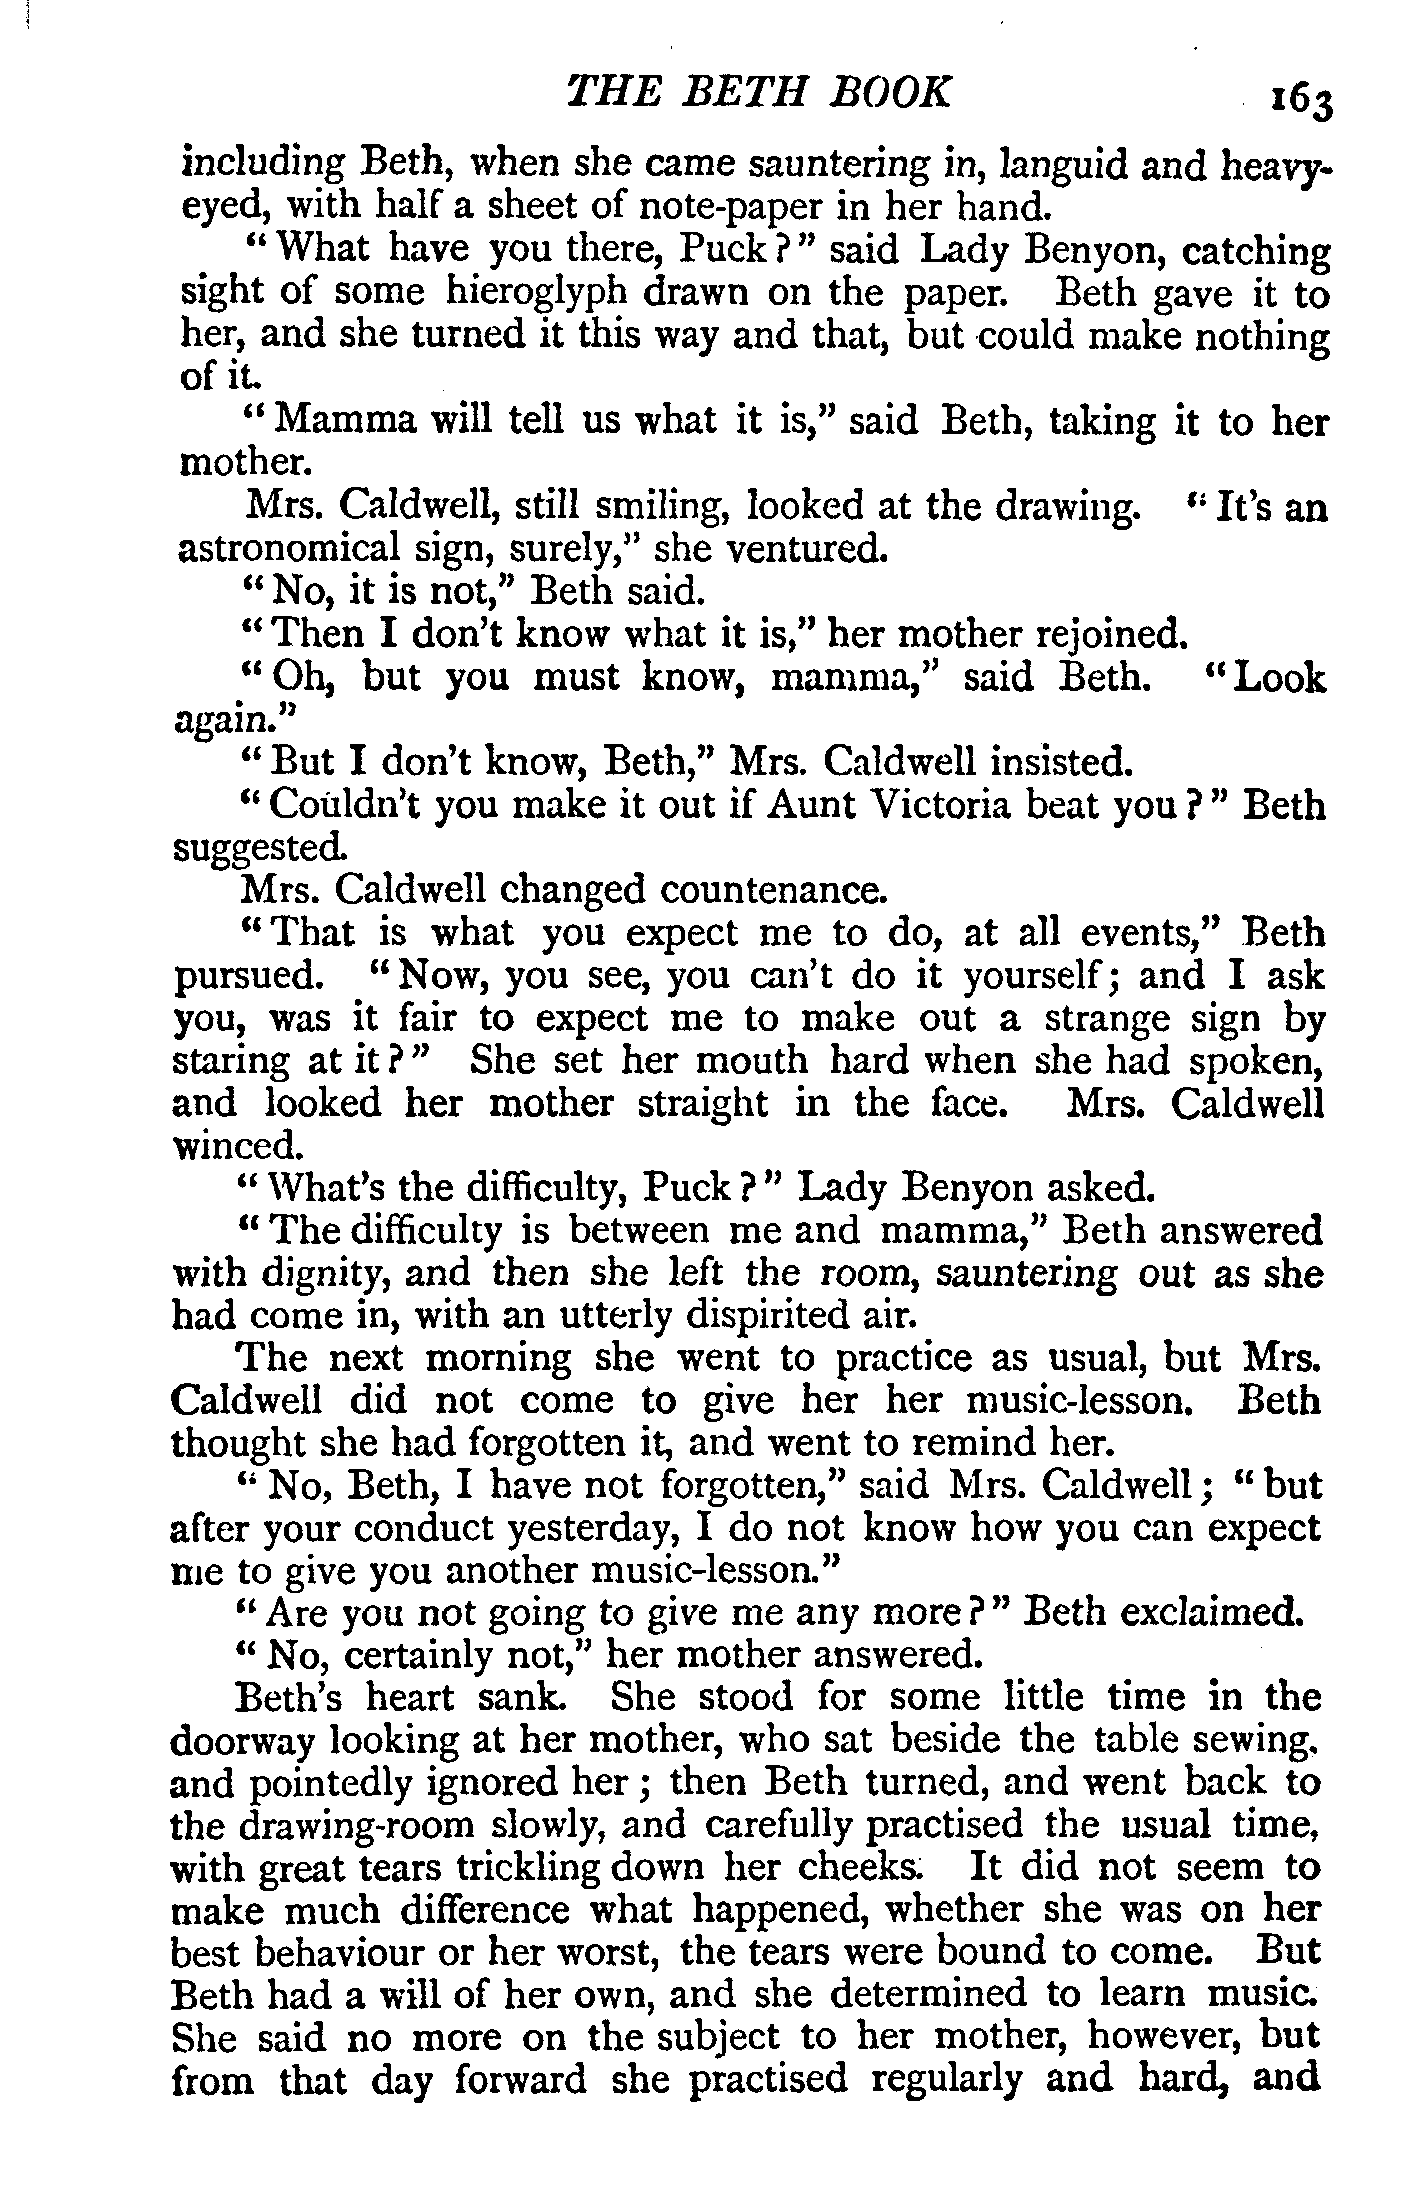 THE BETH BOOK 163
including Beth, when she came sauntering in, languid and heavy-
eyed, with half a sheet of note-paper in her hand.
"What have you there, Puck?" said Lady Benyon, catching
sight of some hieroglyph drawn on the paper. Beth gave it to
her, and she turned it this way and that, but could make nothing
of it.
"Mamma will tell us what it is," said Beth, taking it to her
mother.
Mrs. Caldwell, still smiling, looked at the drawing. "It's an
astronomical sign, surely," she ventured.
"No, it is not," Beth said.
"Then I don't know what it is," her mother rejoined.
"Oh, but you must know, mamma," said Beth. "Look
again."
"But I don't know, Beth," Mrs. Caldwell insisted.
"Couldn't you make it out if Aunt Victoria beat you?" Beth
suggested.
Mrs. Caldwell changed countenance.
"That is what you expect me to do, at all events," Beth
pursued. "Now, you see, you can't do it yourself; and I ask
you, was it fair to expect me to make out a strange sign by
staring at it?" She set her mouth hard when she had spoken,
and looked her mother straight in the face. Mrs. Caldwell
winced.
"What's the difficulty, Puck?" Lady Benyon asked.
"The difficulty is between me and mamma," Beth answered
with dignity, and then she left the room, sauntering out as she
had come in, with an utterly dispirited air.
The next morning she went to practice as usual, but Mrs.
Caldwell did not come to give her her music-lesson. Beth
thought she had forgotten it, and went to remind her.
"No, Beth, I have not forgotten," said Mrs. Caldwell; "but
after your conduct yesterday, I do not know how you can expect
me to give you another music-lesson."
"Are you not going to give me any more?" Beth exclaimed.
"No, certainly not," her mother answered.
Beth's heart sank. She stood for some little time in the
doorway looking at her mother, who sat beside the table sewing,
and pointedly ignored her; then Beth turned, and went back to
the drawing-room slowly, and carefully practised the usual time,
with great tears trickling down her cheeks. It did not seem to
make much difference what happened, whether she was on her
best behaviour or her worst, the tears were bound to come. But
Beth had a will of her own, and she determined to learn music.
She said no more on the subject to her mother, however, but
from that day forward she practised regularly and hard, and